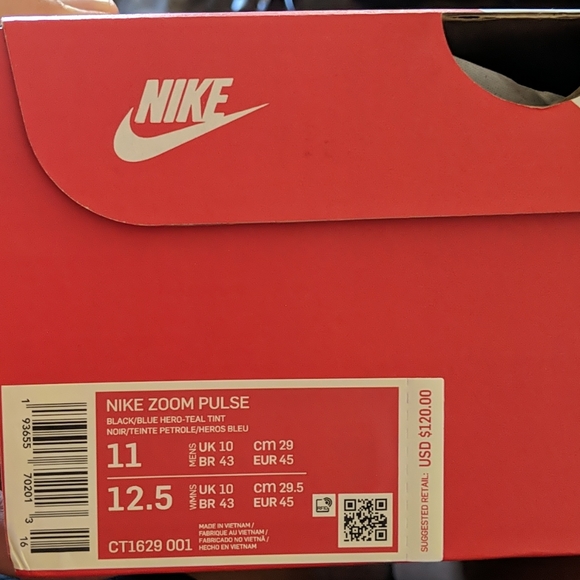 NIKE
NIKE ZOOM PULSE
BLACK/BLUE HERO-TEAL TINT
NOIR/TEINTE PETROLE/HEROS BLEU
11 MENS UK 10 CM 29
BR 43 EUR 45
12.5 WMNS UK 10 CM 29.5
BR 43 EUR 45
MADE IN VIETNAM /
FABRIQUE AU VIETNAM /
FABRICADO NO VIETNÃ /
HECHO EN VIETNAM
CT1629 001
1 93655 70201 3
16
SUGGESTED RETAIL: USD $120.00